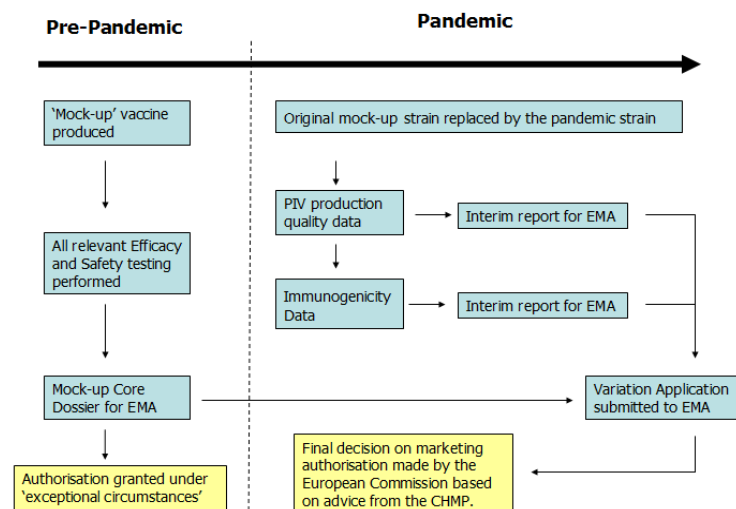 Pre-Pandemic
Pandemic
‘Mock-up’ vaccine
produced
Original mock-up strain replaced by the pandemic strain
PIV production
quality data
Interim report for EMA
All relevant Efficacy
and Safety testing
performed
Immunogenicity
Data
Interim report for EMA
Mock-up Core
Dossier for EMA
Variation Application
submitted to EMA
Authorisation granted under
‘exceptional circumstances’
Final decision on marketing
authorisation made by the
European Commission based
on advice from the CHMP.